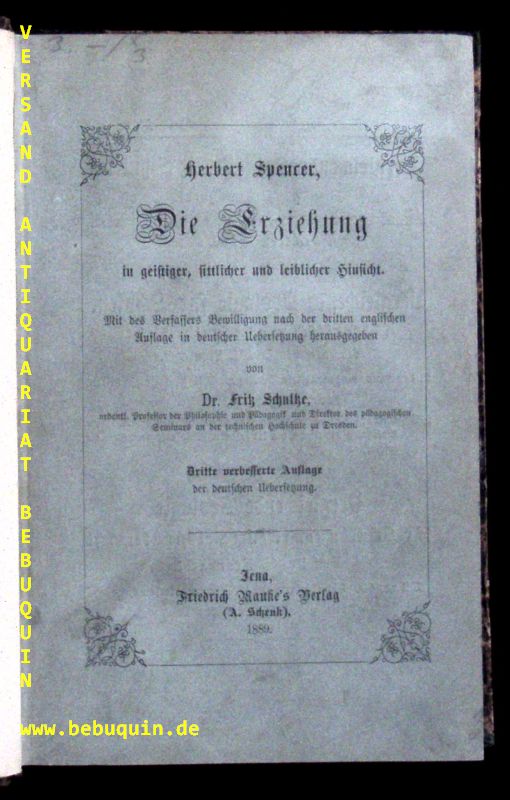 Herbert Spencer,
Die Erziehung
in geistiger, sittlicher und leiblicher Hinsicht.
Mit des Verfassers Bewilligung nach der dritten englischen
Auflage in deutscher Uebersetzung herausgegeben
von
Dr. Fritz Schultze,
ordentl. Professor der Philosophie und Pädagogik und Direktor des pädagogischen
Seminars an der technischen Hochschule zu Dresden.
Dritte verbesserte Auflage
der deutschen Uebersetzung.
Jena,
Friedrich Mauke's Verlag
(A. Schenk).
1889.
VERSAND ANTIQUARIAT BEBUQUIN
www.bebuquin.de